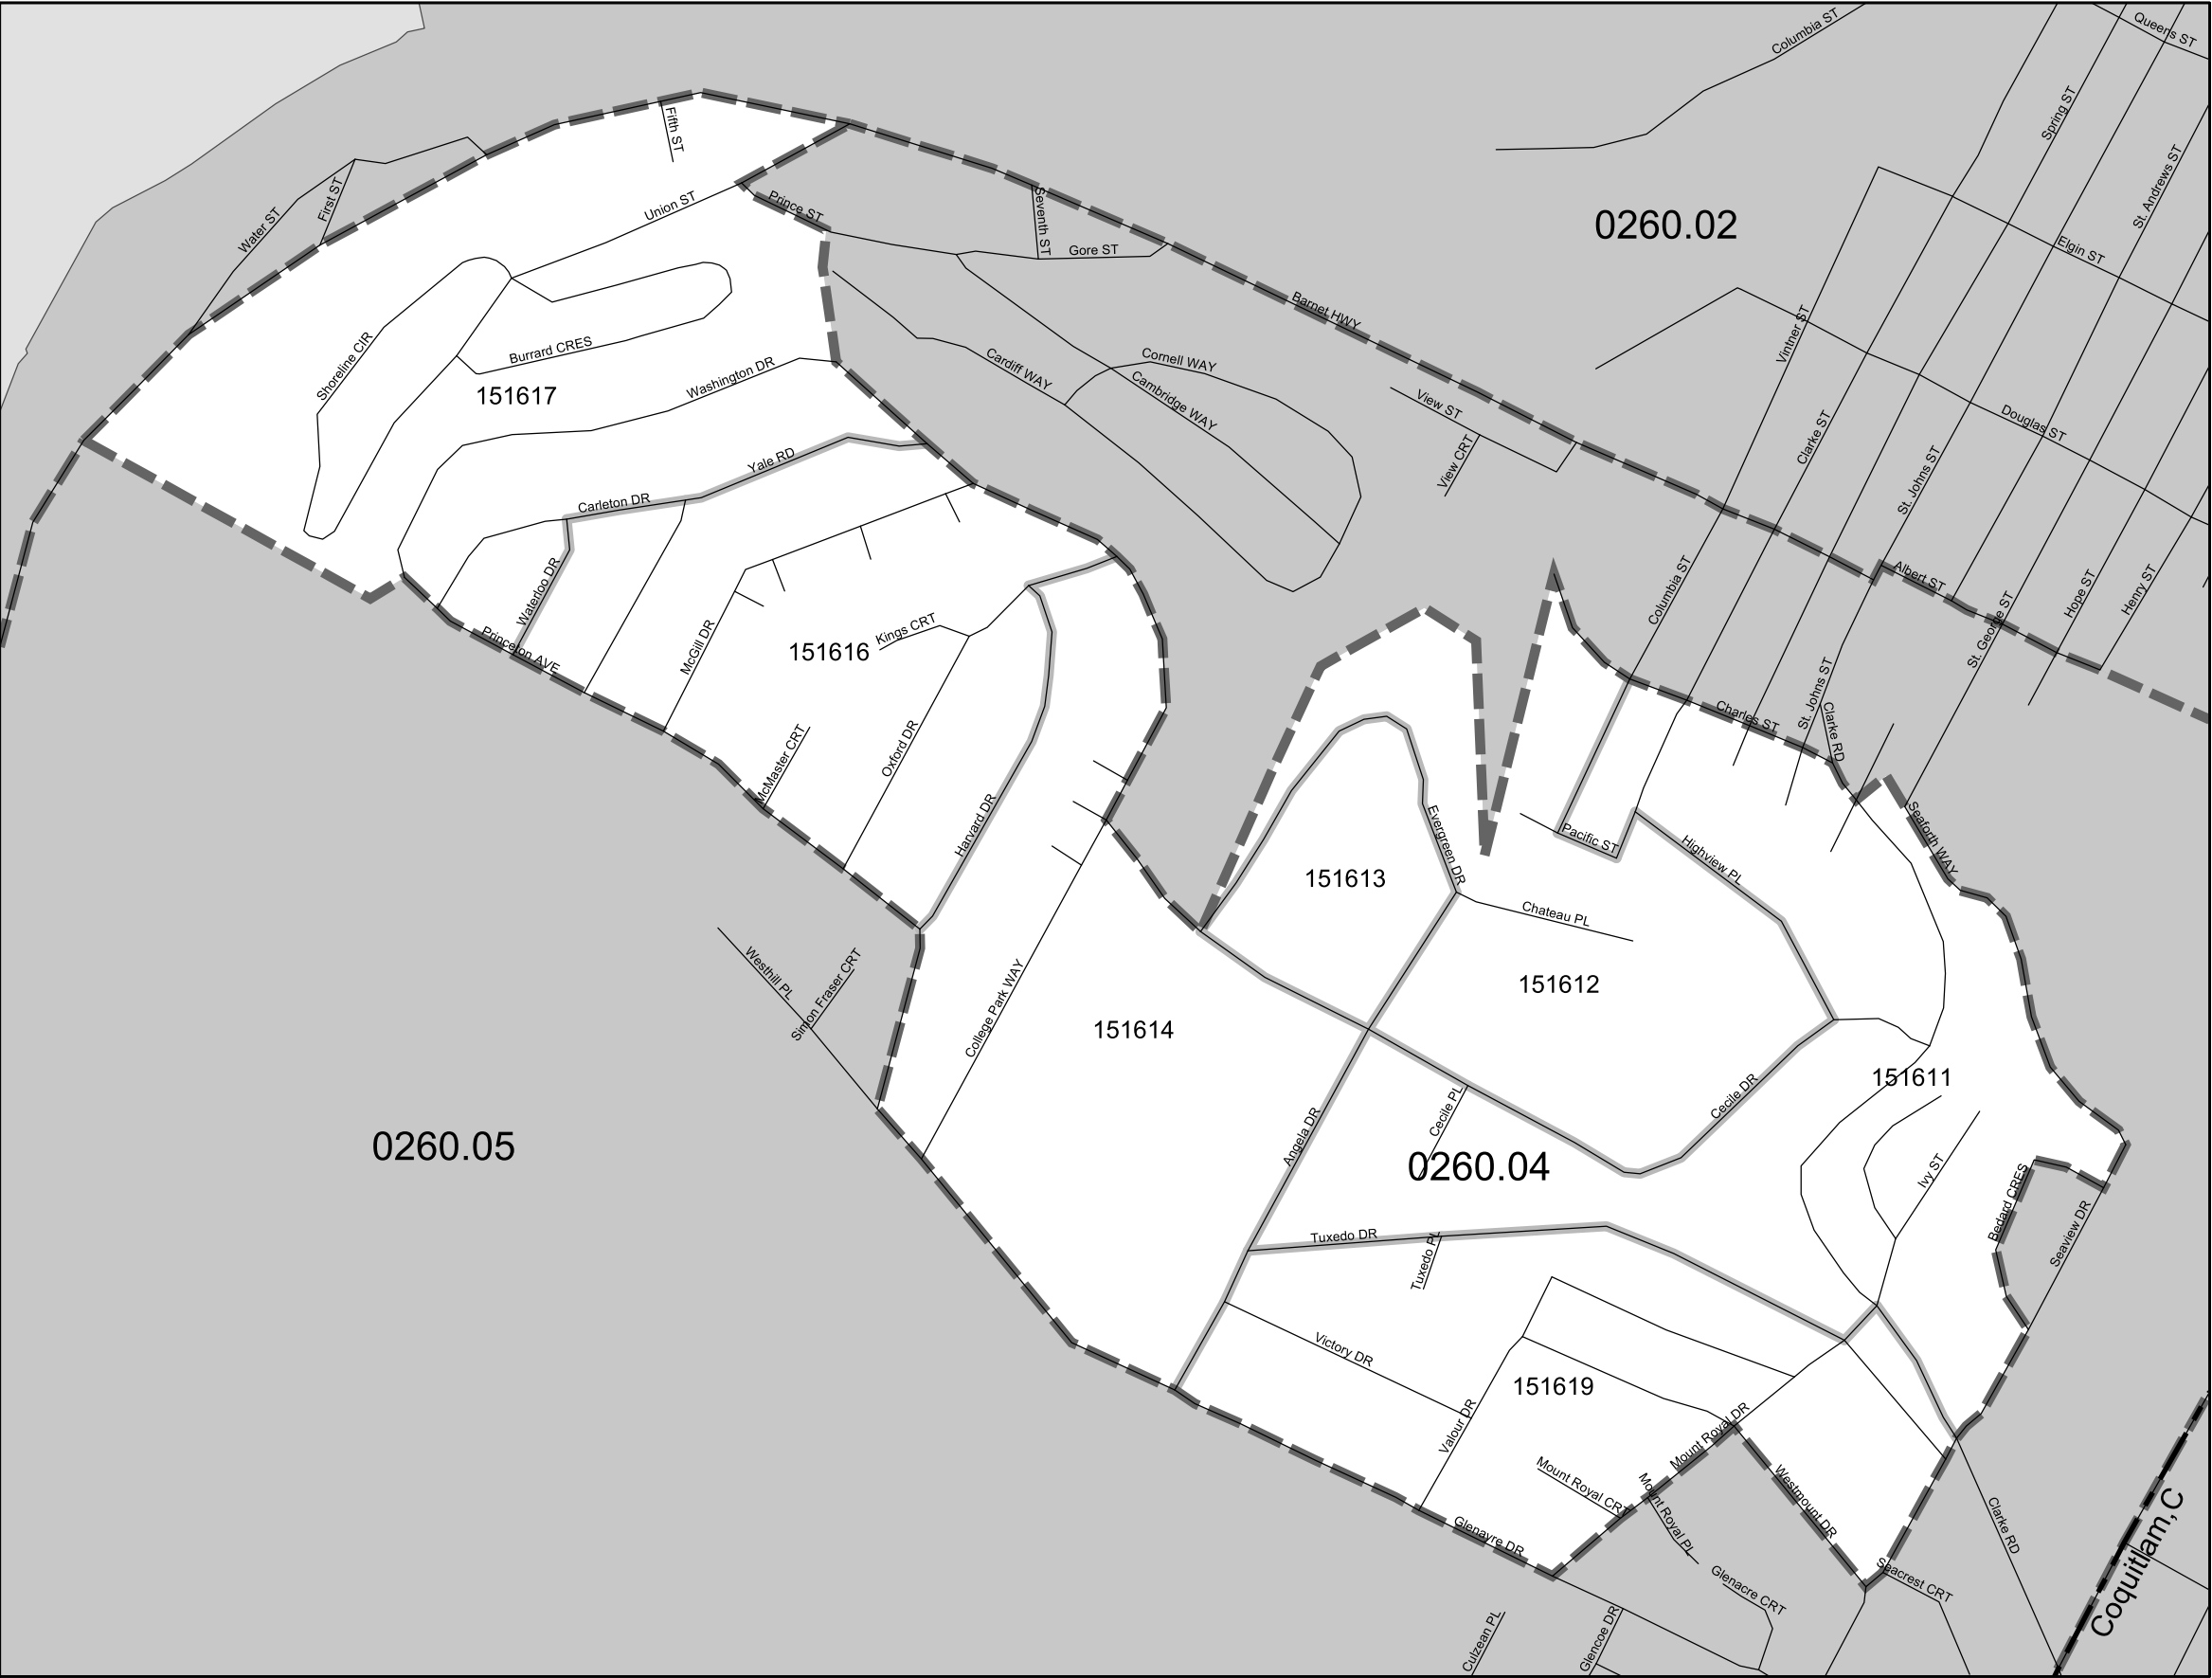 Columbia ST
Queens ST
Fifth ST
Spring ST
St. Andrews ST
First ST
Water ST
Union ST
Prince ST
Seventh ST
Gore ST
0260.02
Elgin ST
Barnet HWY
Vintner ST
Shoreline CIR
Burrard CRES
Washington DR
Cardiff WAY
Cornell WAY
Cambridge WAY
151617
View ST
View CRT
Clarke ST
Douglas ST
St. Johns ST
Yale RD
Carleton DR
Waterloo DR
Columbia ST
Albert ST
Hope ST
Henry ST
St. George ST
Princeton AVE
McGill DR
Kings CRT
151616
Charles ST
St. Johns ST
Clarke RD
McMaster CRT
Oxford DR
Harvard DR
Evergreen DR
Pacific ST
Highview PL
Seaforth WAY
151613
Chateau PL
Westhill PL
Simon Fraser CRT
College Park WAY
151614
151612
151611
Cecile DR
Cecile PL
Angela DR
0260.05
0260.04
Ivy ST
Bedard CRES
Seaview DR
Tuxedo DR
Tuxedo PL
Victory DR
151619
Valour DR
Mount Royal DR
Mount Royal CRT
Mount Royal PL
Westmount DR
Glenayre DR
Clarke RD
Seacrest CRT
Glenacre CRT
Culzean PL
Glencoe DR
Coquitlam, C